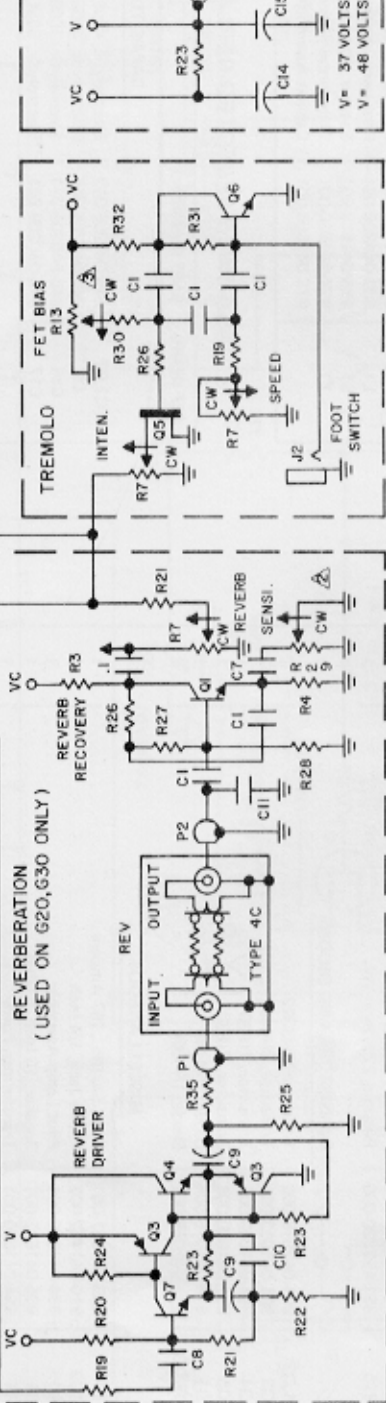 REVERBERATION
(USED ON G20,G30 ONLY)
VC
V
R19
R20
R24
REVERB
DRIVER
Q7
Q3
Q4
C8
R21
R23
C9
C9
Q3
C10
R22
R23
R25
R35
P1
REV
INPUT
OUTPUT
TYPE 4C
P2
C11
C1
VC
R3
REVERB
RECOVERY
R26
R27
R28
.1
Q1
C1
C7
R4
R21
R7
CW
REVERB
SENSI.
R29
CW
2
TREMOLO
FET BIAS
R13
VC
3
CW
R30
R32
INTEN.
R7
CW
Q5
R26
C1
C1
C1
R31
Q6
R19
CW
R7
SPEED
J2
FOOT
SWITCH
V
VC
R23
C14
V= 37 VOLTS
V= 48 VOLTS